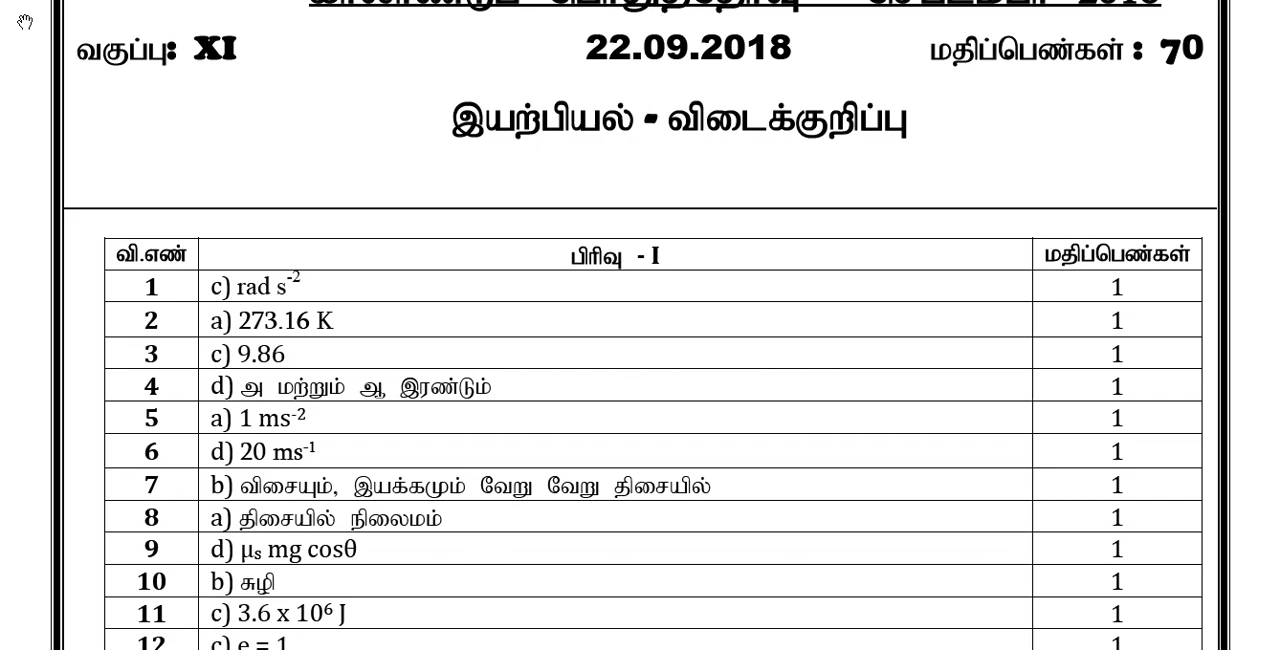 வகுப்பு: XI 22.09.2018 மதிப்பெண்கள் : 70
இயற்பியல் - விடைக்குறிப்பு
வி.எண் பிரிவு - I மதிப்பெண்கள்
1 c) rad s⁻² 1
2 a) 273.16 K 1
3 c) 9.86 1
4 d) அ மற்றும் ஆ, இரண்டும் 1
5 a) 1 ms⁻² 1
6 d) 20 ms⁻¹ 1
7 b) விசையும், இயக்கமும் வேறு வேறு திசையில் 1
8 a) திசையில் நிலைமம் 1
9 d) μₛ mg cosθ 1
10 b) சுழி 1
11 c) 3.6 x 10⁶ J 1
12 c) e = 1 1